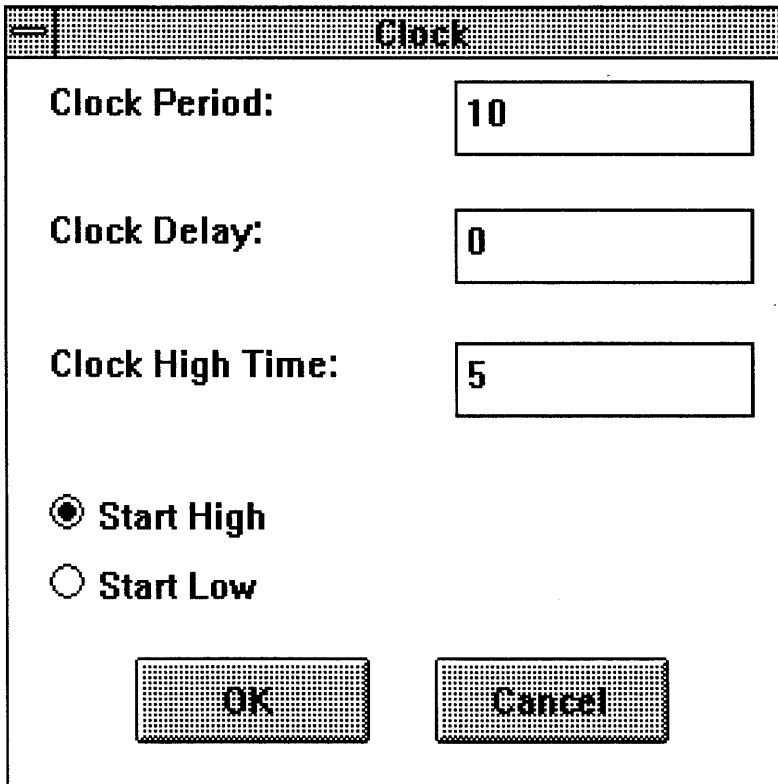 Clock
Clock Period: 10
Clock Delay: 0
Clock High Time: 5
Start High
Start Low
OK Cancel